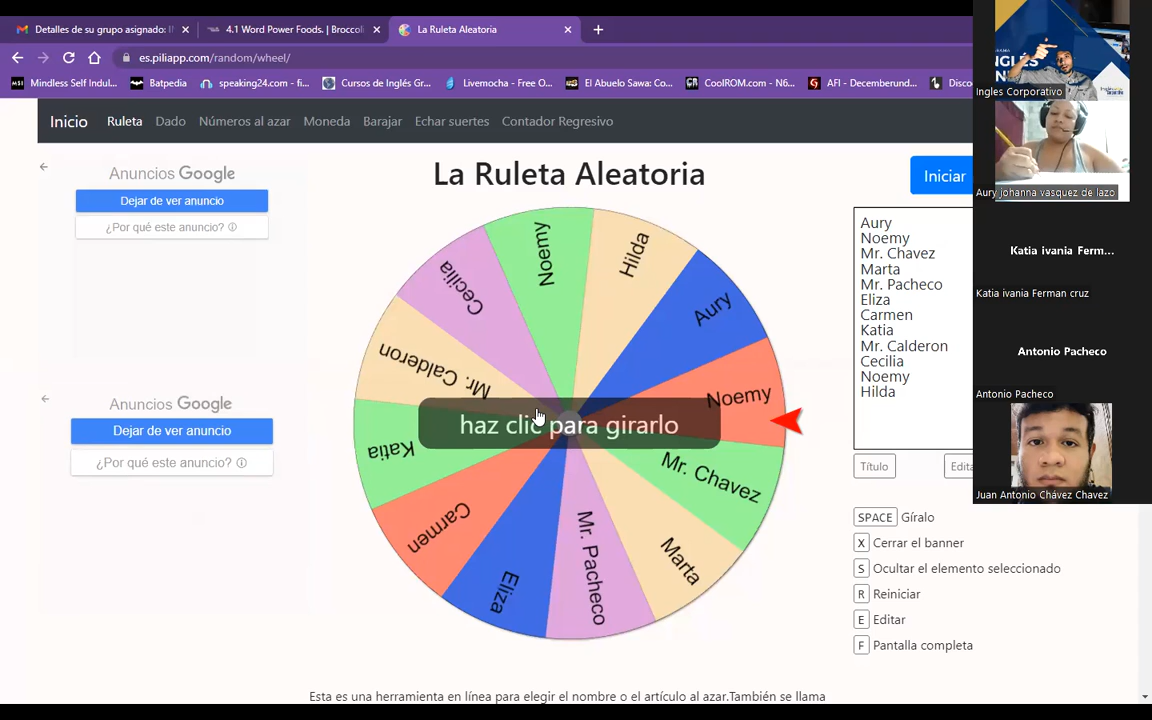 Detalles de su grupo asignado: I
4.1 Word Power Foods. | Broccol
La Ruleta Aleatoria
es.piliapp.com/random/wheel/
Mindless Self Indul...
Batpedia
speaking24.com - fi...
Cursos de Inglés Gr...
Livemocha - Free O...
El Abuelo Sawa: Co...
CoolROM.com - N6...
AFI - Decemberund...
Disco
Inicio
Ruleta
Dado
Números al azar
Moneda
Barajar
Echar suertes
Contador Regresivo
Anuncios Google
Dejar de ver anuncio
¿Por qué este anuncio?
Anuncios Google
Dejar de ver anuncio
¿Por qué este anuncio?
La Ruleta Aleatoria
Noemy
Hilda
Aury
Noemy
Mr. Chavez
Marta
Mr. Pacheco
Eliza
Carmen
Katia
Mr. Calderon
Cecilia
haz clic para girarlo
Iniciar
Aury
Noemy
Mr. Chavez
Marta
Mr. Pacheco
Eliza
Carmen
Katia
Mr. Calderon
Cecilia
Noemy
Hilda
Título
Edita
SPACE Gíralo
X Cerrar el banner
S Ocultar el elemento seleccionado
R Reiniciar
E Editar
F Pantalla completa
Esta es una herramienta en línea para elegir el nombre o el artículo al azar.También se llama
INGLÉS
Ingles Corporativo
Aury johanna vasquez de lazo
Katia ivania Ferm...
Katia ivania Ferman cruz
Antonio Pacheco
Antonio Pacheco
Juan Antonio Chávez Chavez